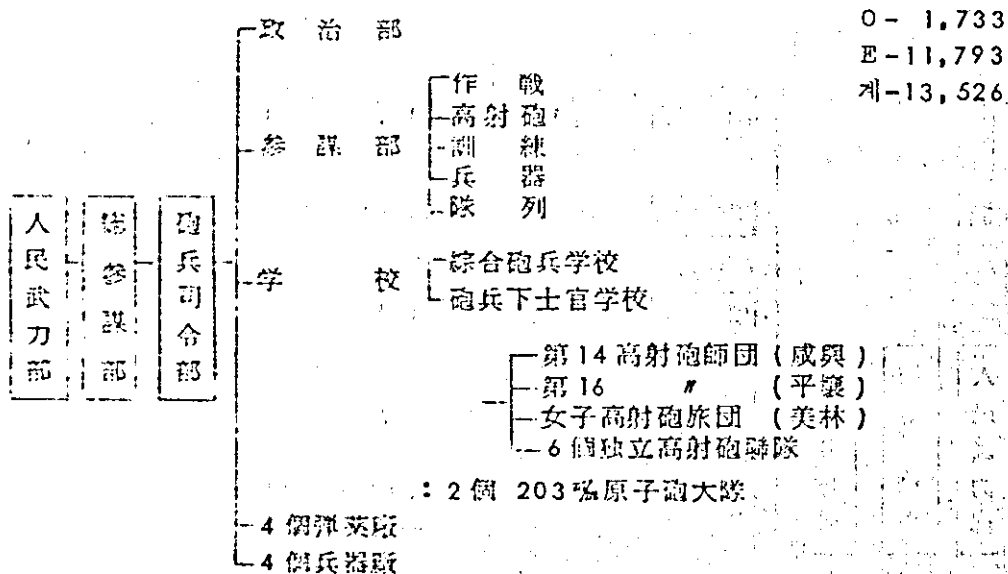 O- 1,733
E-11,793
계-13,526
政治部
参謀部
作戦
高射砲
訓練
兵器
隊列
人民武力部
総参謀部
砲兵司令部
学校
綜合砲兵学校
砲兵下士官学校
第14高射砲師団(咸興)
第16 〃 (平壤)
女子高射砲旅団(美林)
6個独立高射砲聯隊
: 2個 203㎜原子砲大隊
4個弾薬廠
4個兵器廠